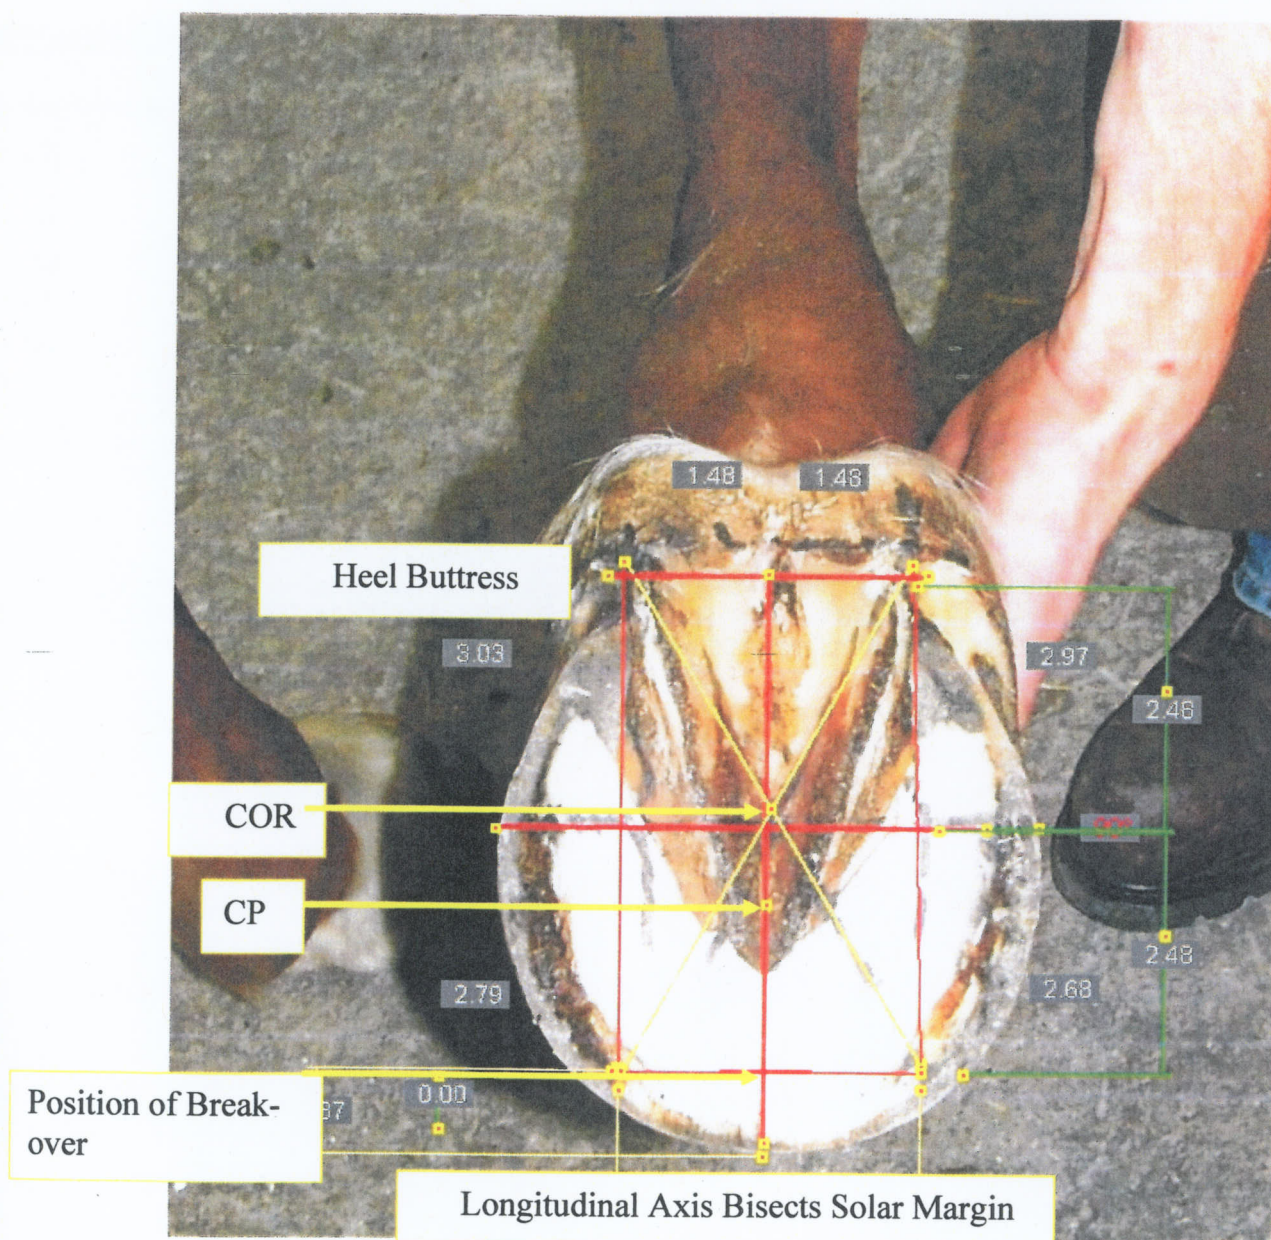 1.48 1.48
Heel Buttress
3.03 2.97
2.46
COR
CP
2.48
2.79 2.68
Position of Break-
over
37 0.00
Longitudinal Axis Bisects Solar Margin